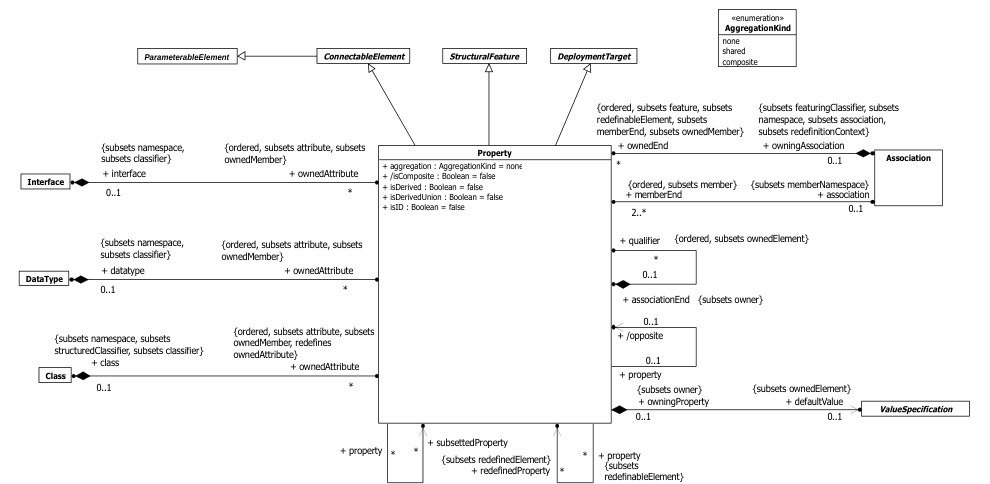 «enumeration»
AggregationKind
none
shared
composite
ParameterableElement
ConnectableElement
StructuralFeature
DeploymentTarget
{ordered, subsets feature, subsets
redefinableElement, subsets
memberEnd, subsets ownedMember}
+ ownedEnd
*
{subsets featuringClassifier, subsets
namespace, subsets association,
subsets redefinitionContext}
+ owningAssociation
0..1
Association
{subsets namespace,
subsets classifier}
+ interface
0..1
{ordered, subsets attribute, subsets
ownedMember}
+ ownedAttribute
*
Interface
Property
+ aggregation : AggregationKind = none
+ /isComposite : Boolean = false
+ isDerived : Boolean = false
+ isDerivedUnion : Boolean = false
+ isID : Boolean = false
{ordered, subsets member}
+ memberEnd
2..*
{subsets memberNamespace}
+ association
0..1
{subsets namespace,
subsets classifier}
+ datatype
0..1
{ordered, subsets attribute, subsets
ownedMember}
+ ownedAttribute
*
DataType
+ qualifier
{ordered, subsets ownedElement}
*
0..1
+ associationEnd
{subsets owner}
0..1
+ /opposite
0..1
+ property
{subsets namespace, subsets
structuredClassifier, subsets classifier}
+ class
0..1
{ordered, subsets attribute, subsets
ownedMember, redefines
ownedAttribute}
+ ownedAttribute
*
Class
{subsets owner}
+ owningProperty
0..1
{subsets ownedElement}
+ defaultValue
0..1
ValueSpecification
+ property
*
*
+ subsettedProperty
{subsets redefinedElement}
+ redefinedProperty
*
*
+ property
{subsets
redefinableElement}